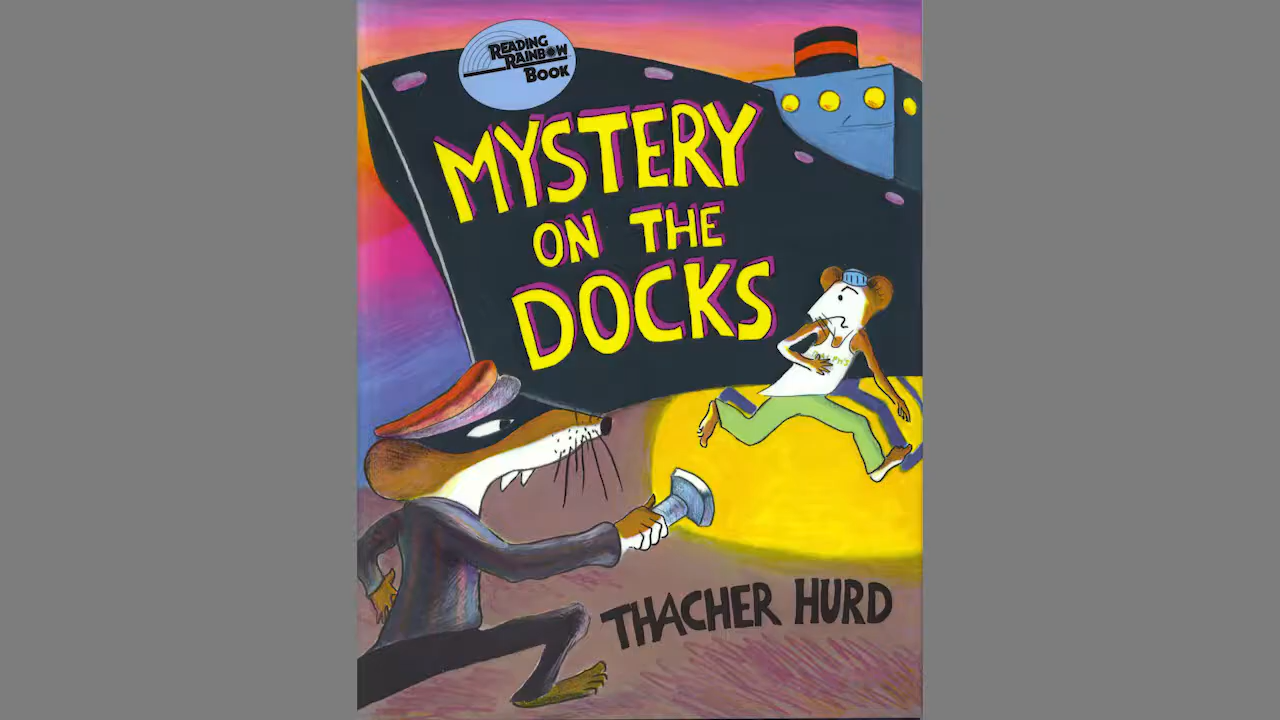 READING
RAINBOW
BOOK
MYSTERY
ON THE
DOCKS
THACHER HURD